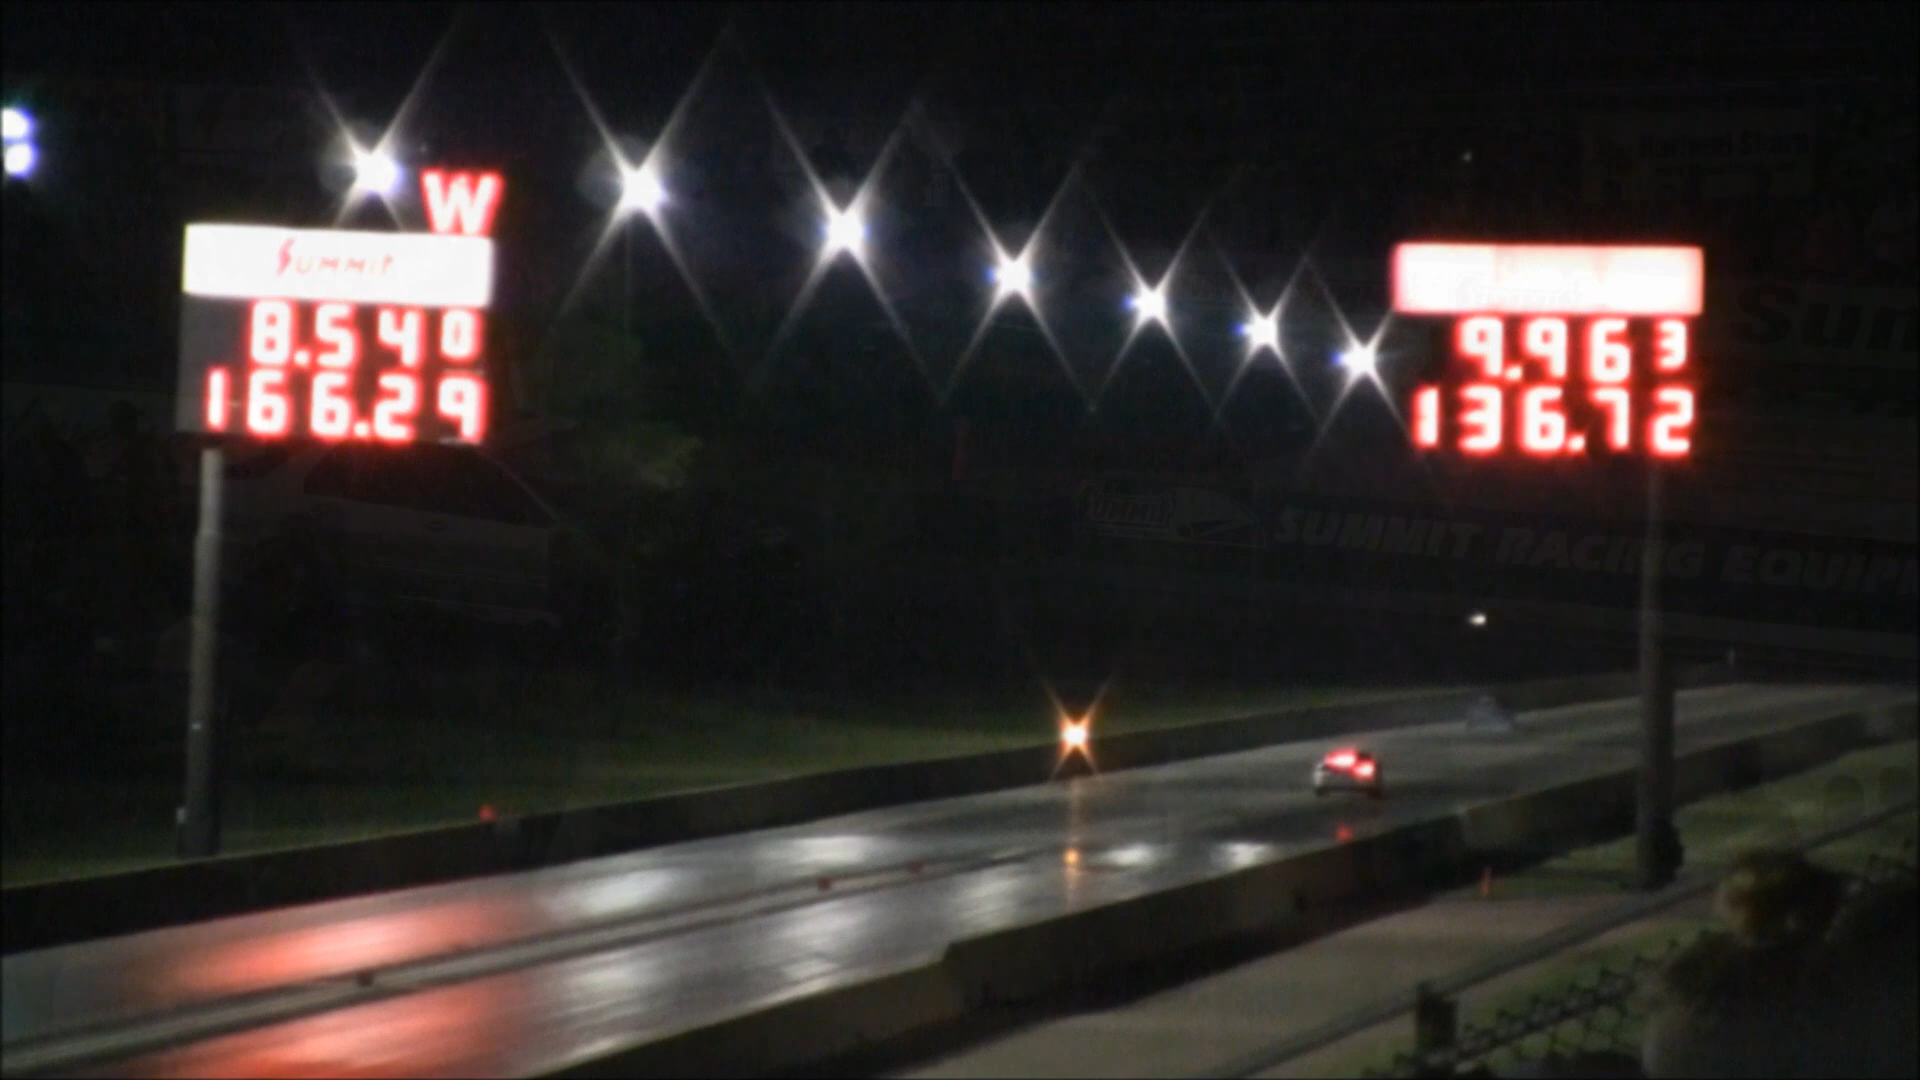 W
SUMMIT
8.540
166.29
9.963
136.72
SUMMIT RACING EQUIP